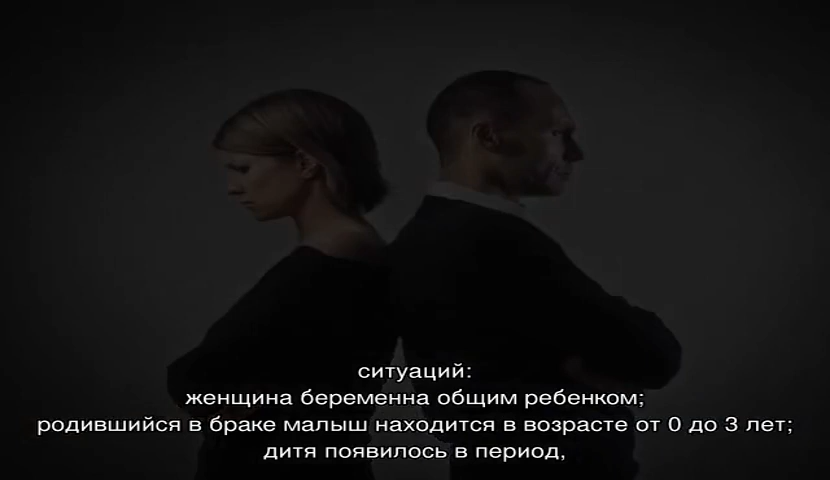 ситуаций:
женщина беременна общим ребенком;
родившийся в браке малыш находится в возрасте от 0 до 3 лет;
дитя появилось в период,